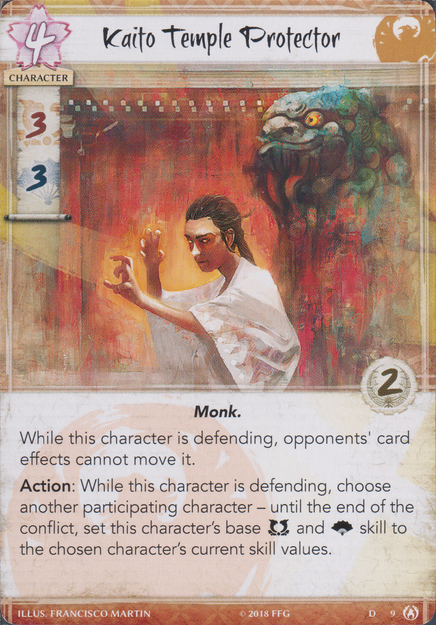 4
Kaito Temple Protector
CHARACTER
3
3
2
Monk.
While this character is defending, opponents' card
effects cannot move it.
Action: While this character is defending, choose
another participating character – until the end of the
conflict, set this character's base and skill to
the chosen character's current skill values.
ILLUS. FRANCISCO MARTIN © 2018 FFG D 9